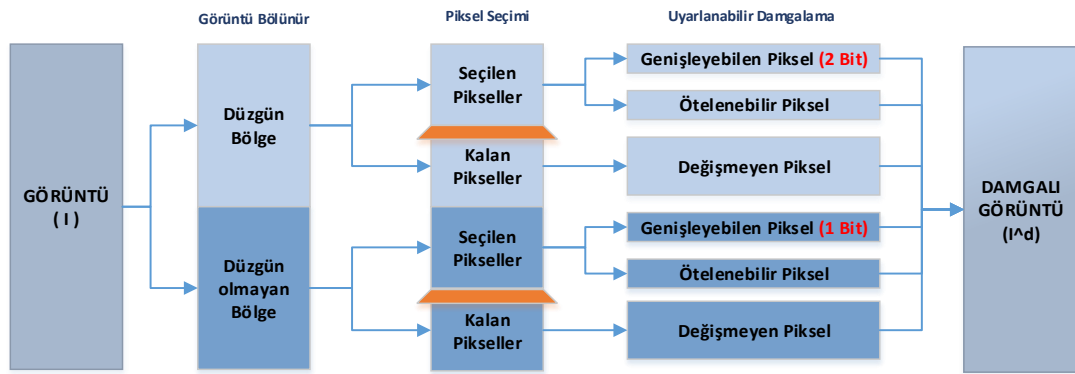 Görüntü Bölünür
Piksel Seçimi
Uyarlanabilir Damgalama
GÖRÜNTÜ
( I )
Düzgün
Bölge
Düzgün
olmayan
Bölge
Seçilen
Pikseller
Kalan
Pikseller
Seçilen
Pikseller
Kalan
Pikseller
Genişleyebilen Piksel (2 Bit)
Ötelenebilir Piksel
Değişmeyen Piksel
Genişleyebilen Piksel (1 Bit)
Ötelenebilir Piksel
Değişmeyen Piksel
DAMGALI
GÖRÜNTÜ
(I^d)